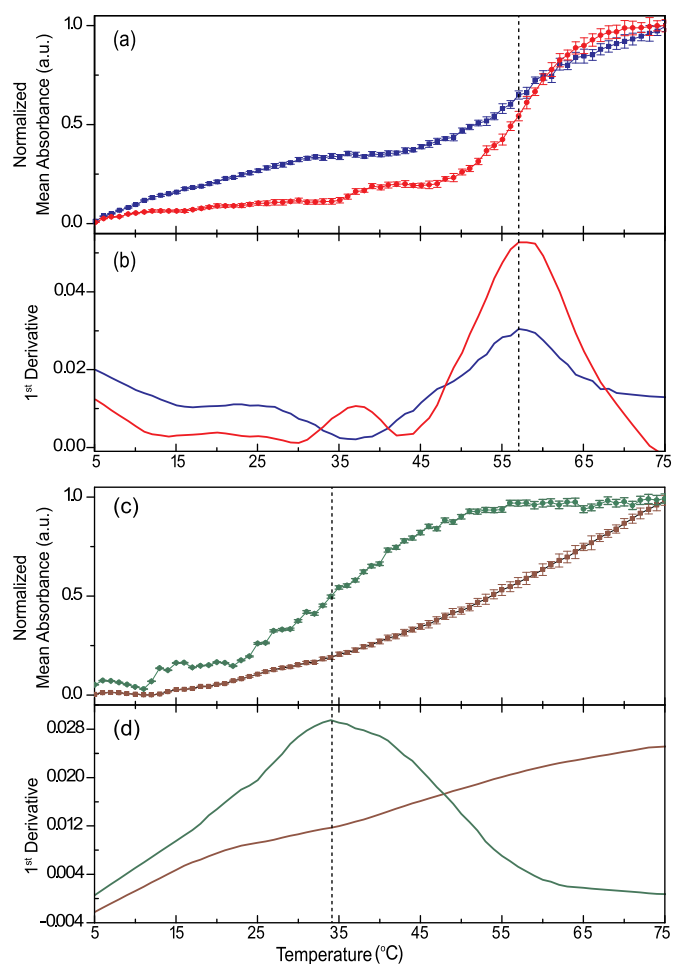 (a)
1.0
0.5
0.0
Normalized
Mean Absorbance (a.u.)
(b)
0.04
0.02
0.00
1st Derivative
5 15 25 35 45 55 65 75
(c)
1.0
0.5
0.0
Normalized
Mean Absorbance (a.u.)
(d)
0.028
0.020
0.012
0.004
-0.004
1st Derivative
5 15 25 35 45 55 65 75
Temperature (°C)